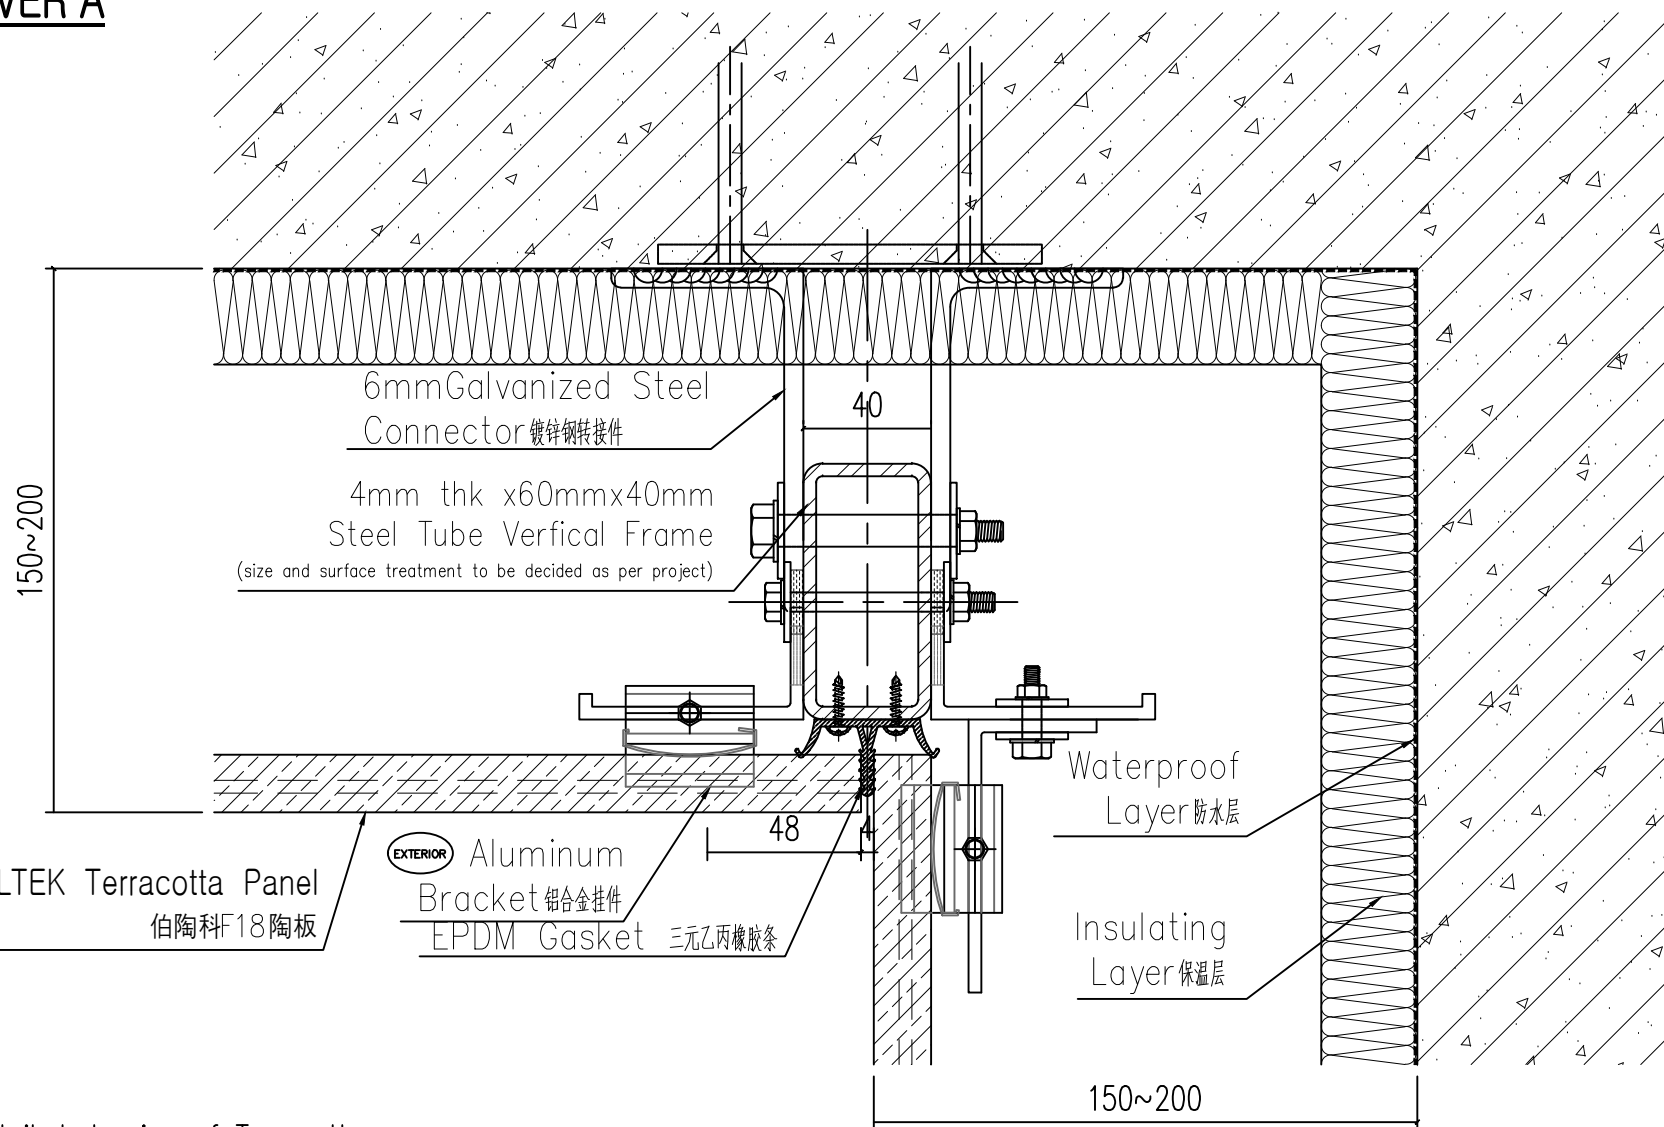 VER A
6mmGalvanized Steel
Connector镀锌钢转接件
40
4mm thk x60mmx40mm
Steel Tube Verfical Frame
(size and surface treatment to be decided as per project)
150~200
Waterproof
Layer防水层
48 4
EXTERIOR Aluminum
Bracket铝合金挂件
LTEK Terracotta Panel
伯陶科F18陶板
EPDM Gasket 三元乙丙橡胶条
Insulating
Layer保温层
150~200